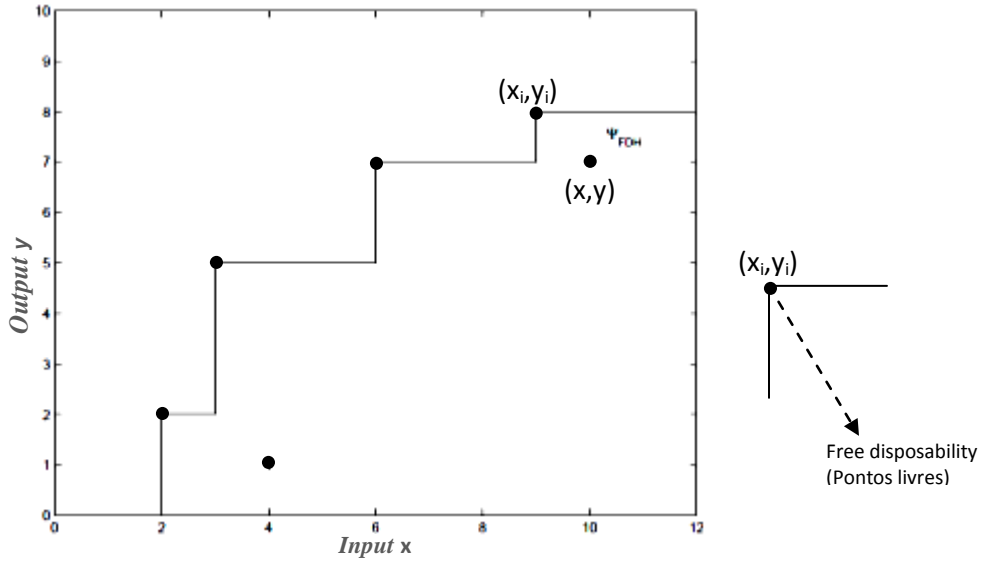 10
9
8
7
6
5
4
3
2
1
0
0 2 4 6 8 10 12
Output y
Input x
(xᵢ,yᵢ)
Ψ_FDH
(x,y)
(xᵢ,yᵢ)
Free disposability
(Pontos livres)